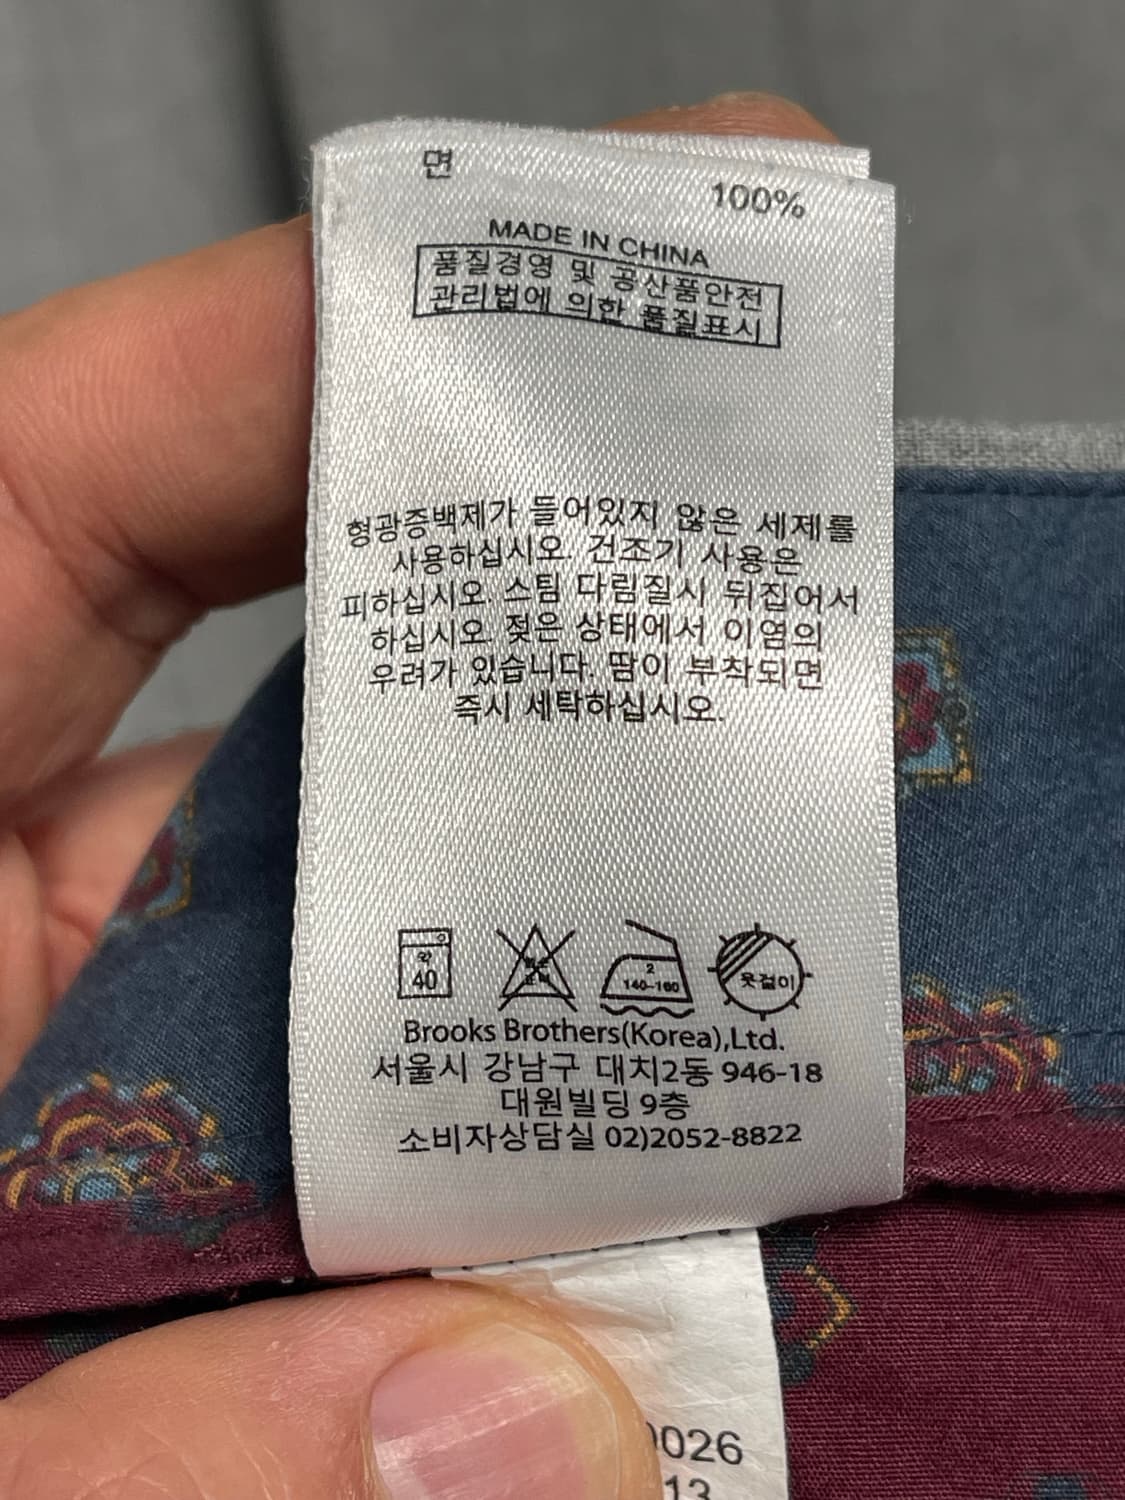 면
100%
MADE IN CHINA
품질경영 및 공산품안전
관리법에 의한 품질표시
형광증백제가 들어있지 않은 세제를
사용하십시오. 건조기 사용은
피하십시오. 스팀 다림질시 뒤집어서
하십시오. 젖은 상태에서 이염의
우려가 있습니다. 땀이 부착되면
즉시 세탁하십시오.
약
40
2
140-160
옷걸이
Brooks Brothers(Korea),Ltd.
서울시 강남구 대치2동 946-18
대원빌딩 9층
소비자상담실 02)2052-8822
0026
13